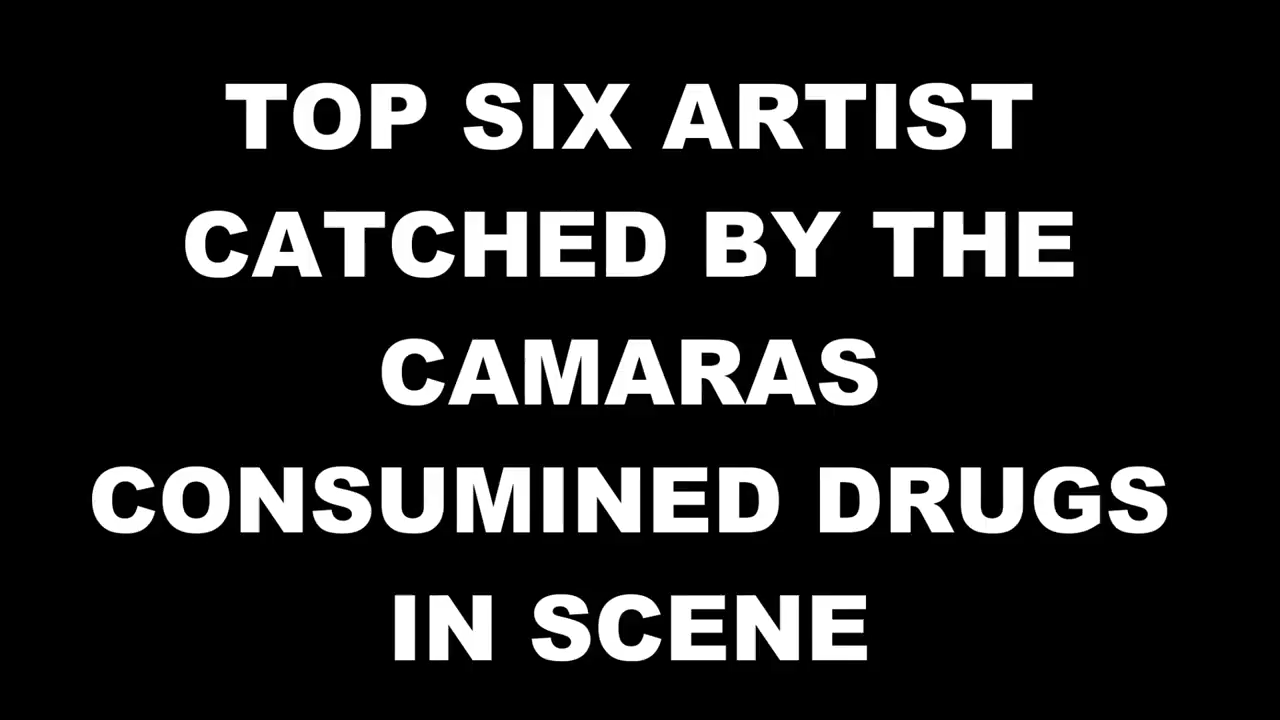 TOP SIX ARTIST
CATCHED BY THE
CAMARAS
CONSUMINED DRUGS
IN SCENE